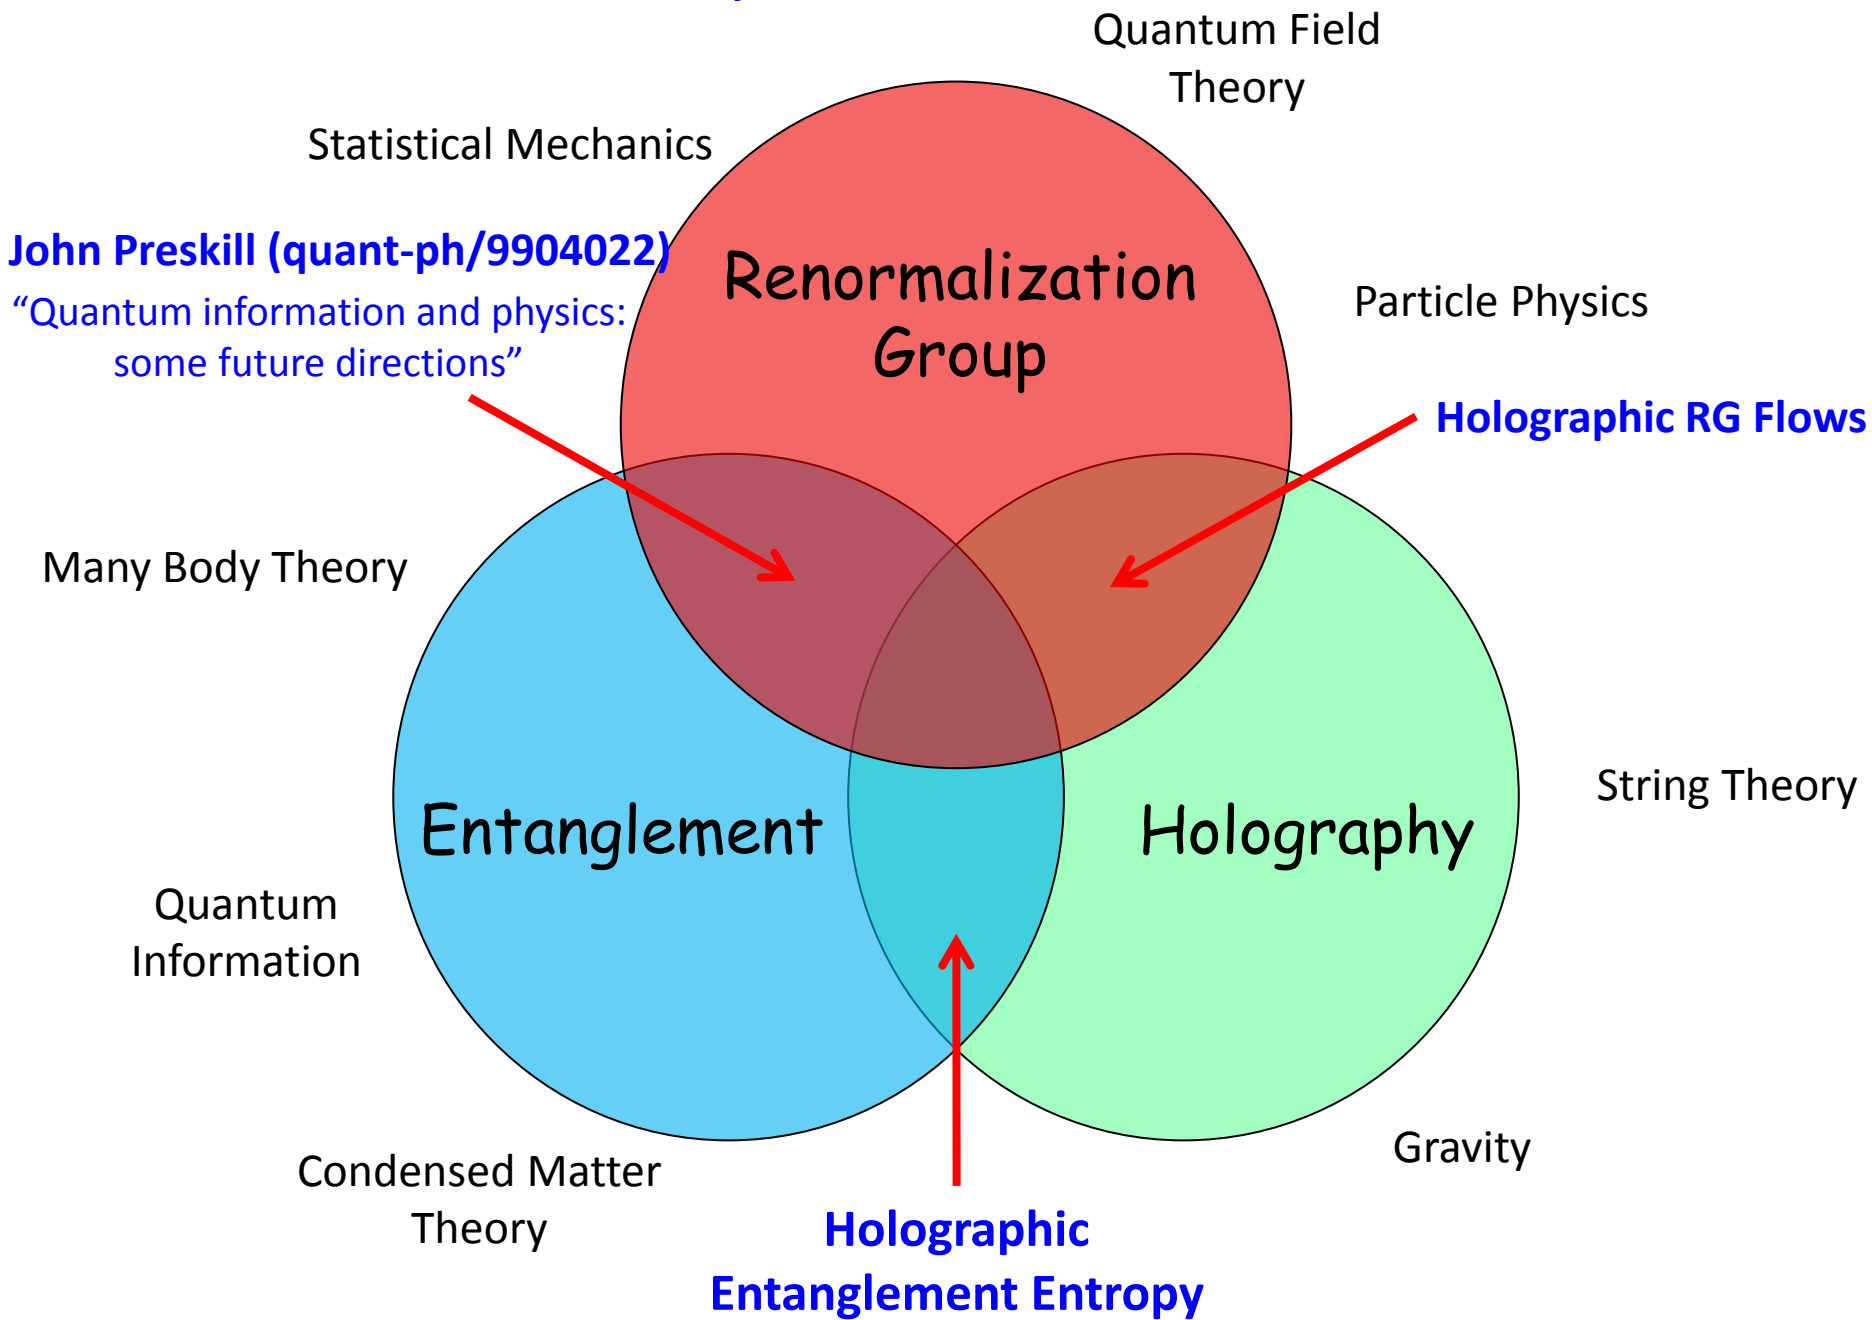 Quantum Field
Theory
Statistical Mechanics
John Preskill (quant-ph/9904022)
“Quantum information and physics:
some future directions”
Renormalization
Group
Particle Physics
Holographic RG Flows
Many Body Theory
Entanglement
Holography
String Theory
Quantum
Information
Condensed Matter
Theory
Gravity
Holographic
Entanglement Entropy